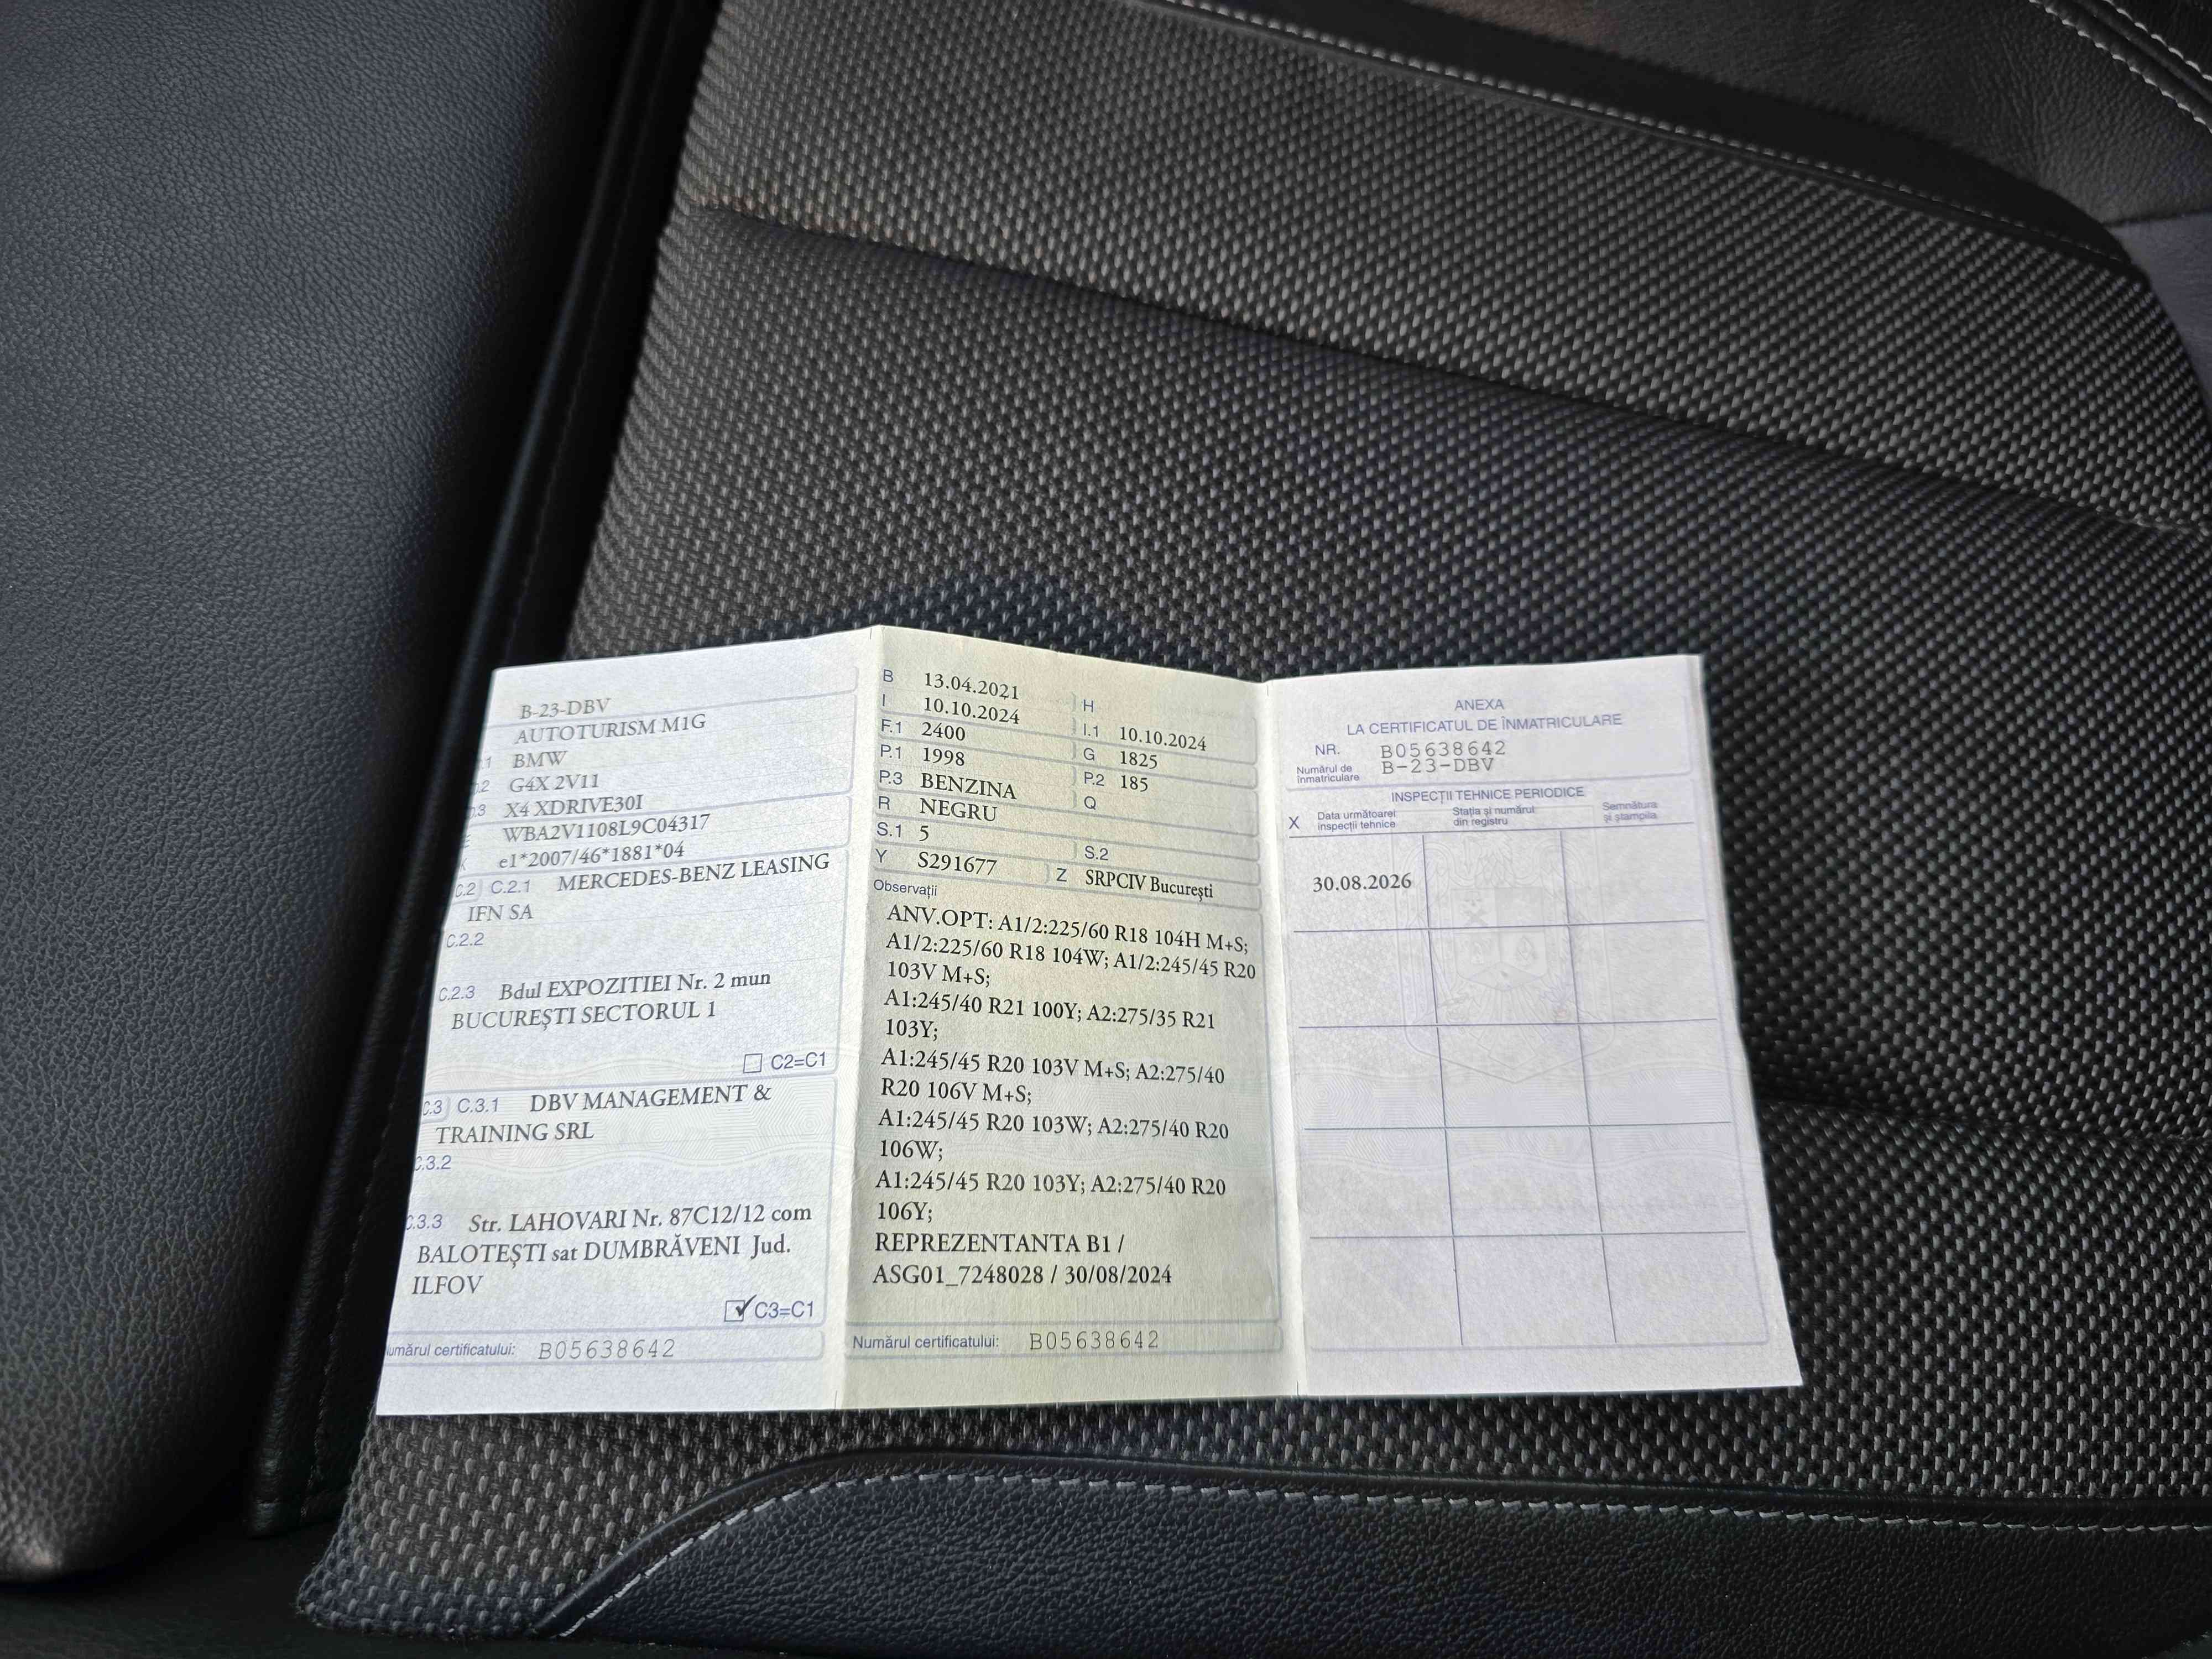 B-23-DBV
AUTOTURISM M1G
.1 BMW
.2 G4X 2V11
.3 X4 XDRIVE30I
E WBA2V1108L9C04317
K e1*2007/46*1881*04
C.2 C.2.1 MERCEDES-BENZ LEASING
IFN SA
C.2.2
C.2.3 Bdul EXPOZITIEI Nr. 2 mun
BUCUREȘTI SECTORUL 1
C2=C1
C.3 C.3.1 DBV MANAGEMENT &
TRAINING SRL
C.3.2
C.3.3 Str. LAHOVARI Nr. 87C12/12 com
BALOTEȘTI sat DUMBRĂVENI Jud.
ILFOV
C3=C1
umărul certificatului: B05638642
B 13.04.2021 H
I 10.10.2024 I.1 10.10.2024
F.1 2400 G 1825
P.1 1998 P.2 185
P.3 BENZINA Q
R NEGRU
S.1 5 S.2
Y S291677 Z SRPCIV București
Observații
ANV.OPT: A1/2:225/60 R18 104H M+S;
A1/2:225/60 R18 104W; A1/2:245/45 R20
103V M+S;
A1:245/40 R21 100Y; A2:275/35 R21
103Y;
A1:245/45 R20 103V M+S; A2:275/40
R20 106V M+S;
A1:245/45 R20 103W; A2:275/40 R20
106W;
A1:245/45 R20 103Y; A2:275/40 R20
106Y;
REPREZENTANTA B1 /
ASG01_7248028 / 30/08/2024
Numărul certificatului: B05638642
ANEXA
LA CERTIFICATUL DE ÎNMATRICULARE
NR. B05638642
Numărul de
înmatriculare B-23-DBV
INSPECȚII TEHNICE PERIODICE
X Data următoarei
inspecții tehnice
Stația și numărul
din registru
Semnătura
și ștampila
30.08.2026